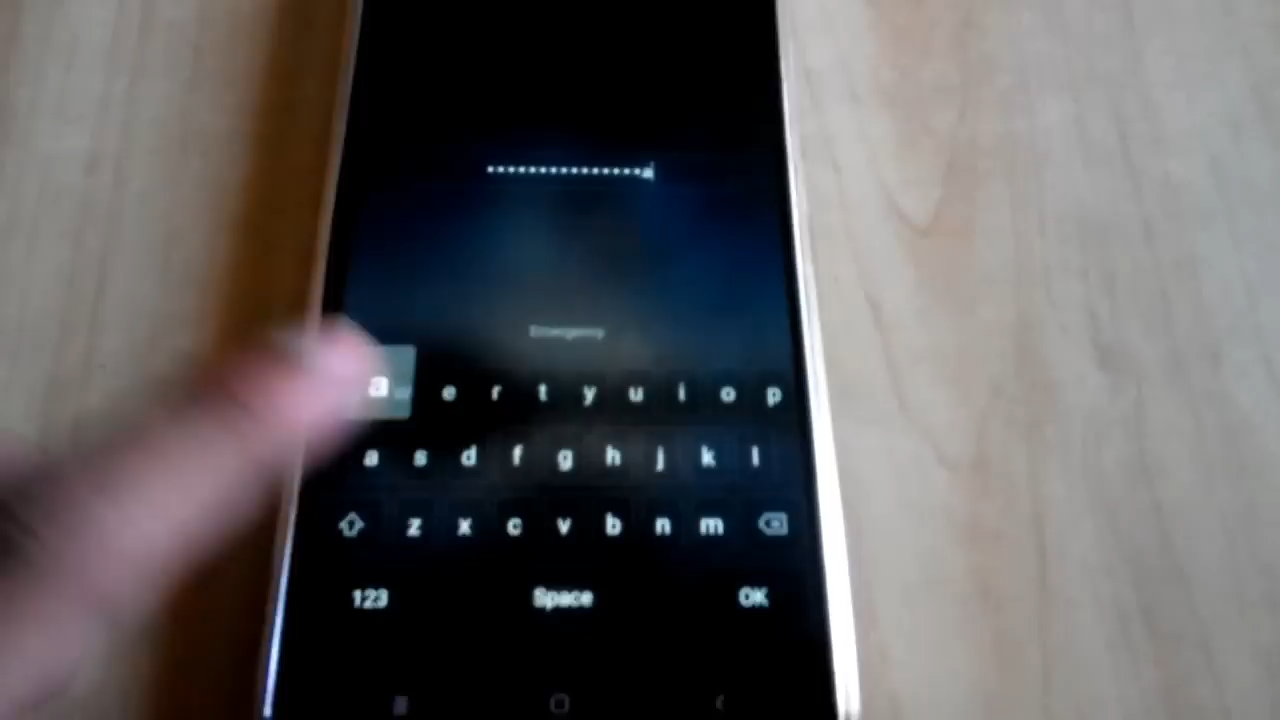 ••••••••••••••••a
Emergency
a w e r t y u i o p
a s d f g h j k l
z x c v b n m
123 Space OK